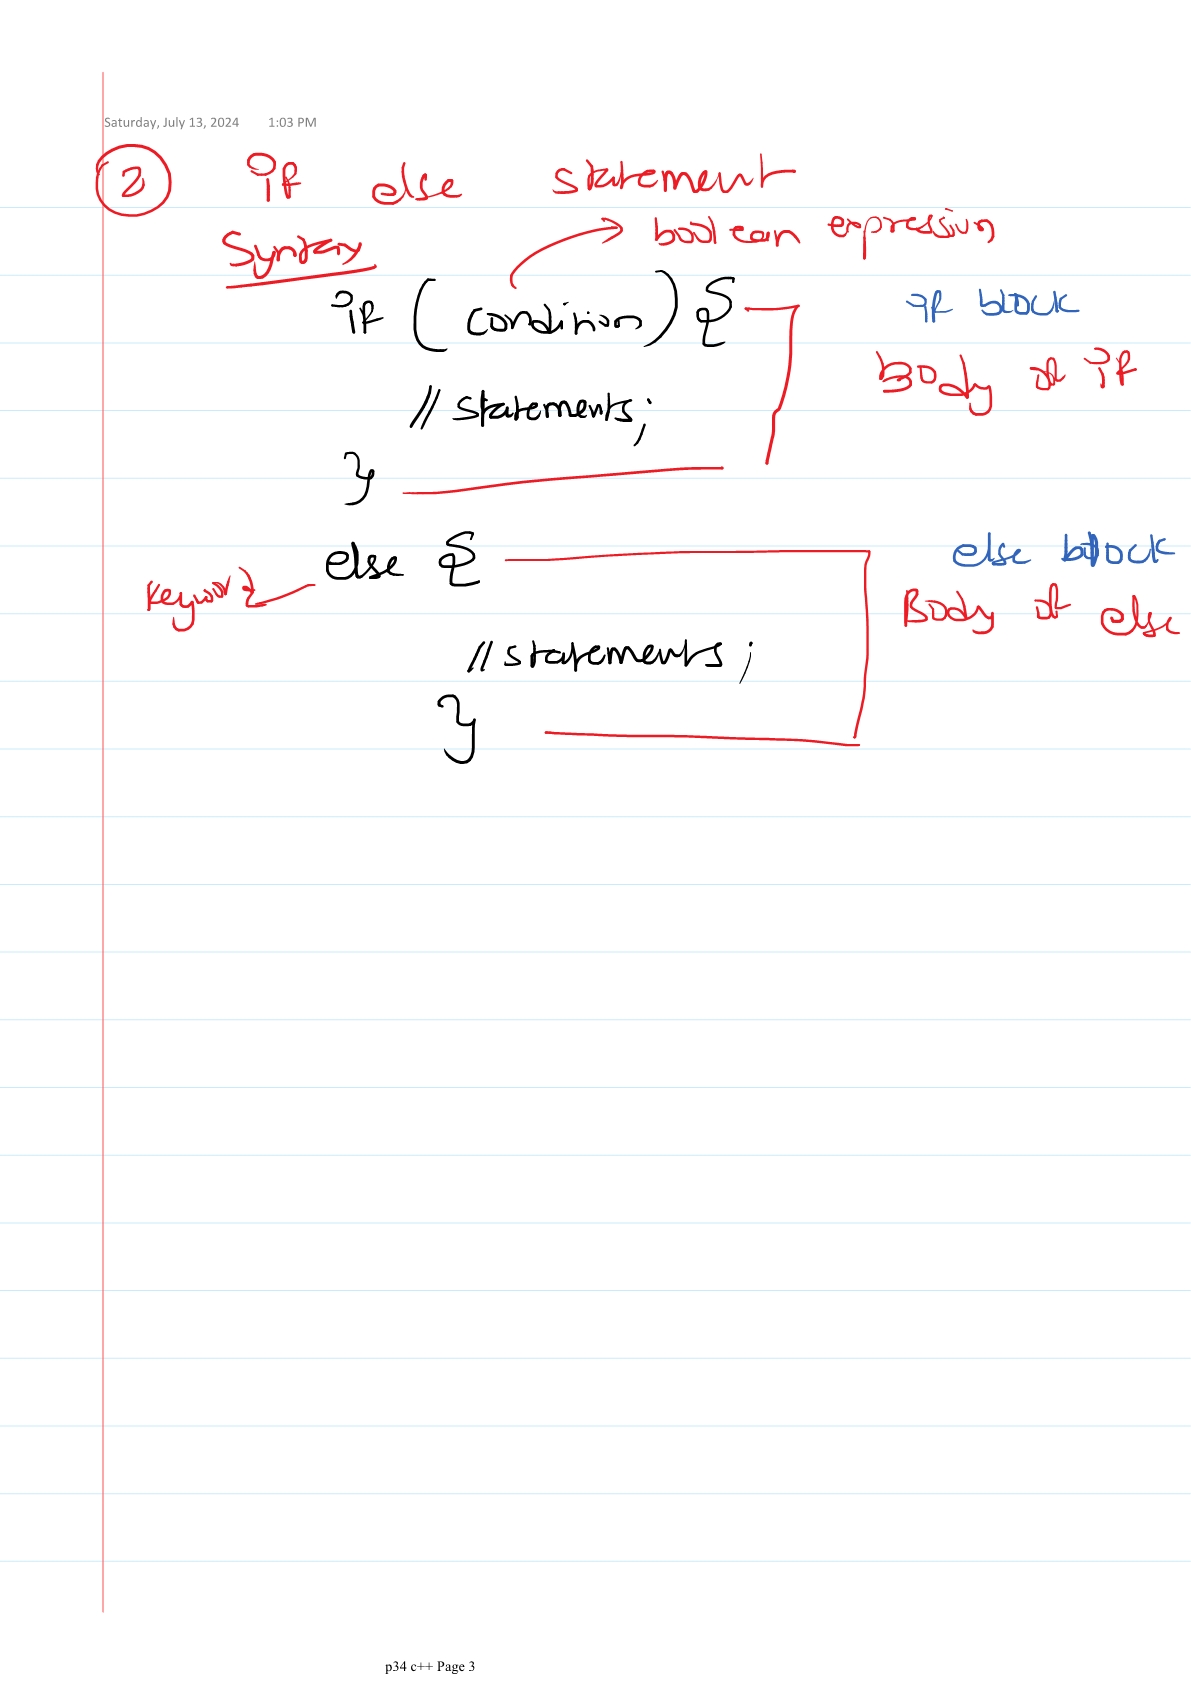 Saturday, July 13, 2024 1:03 PM
2 if else statement
Syntax boolean expression
if (condition) { if block
Body of if
// statements;
}
else { else block
Keyword Body of else
// statements;
}
p34 c++ Page 3